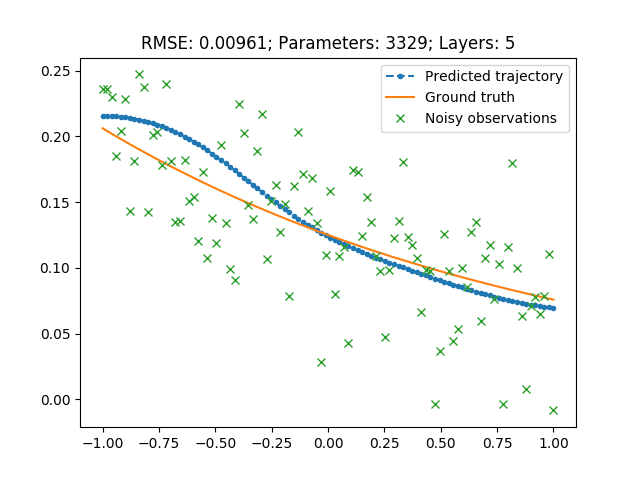 RMSE: 0.00961; Parameters: 3329; Layers: 5
0.25
0.20
0.15
0.10
0.05
0.00
Predicted trajectory
Ground truth
Noisy observations
−1.00 −0.75 −0.50 −0.25 0.00 0.25 0.50 0.75 1.00